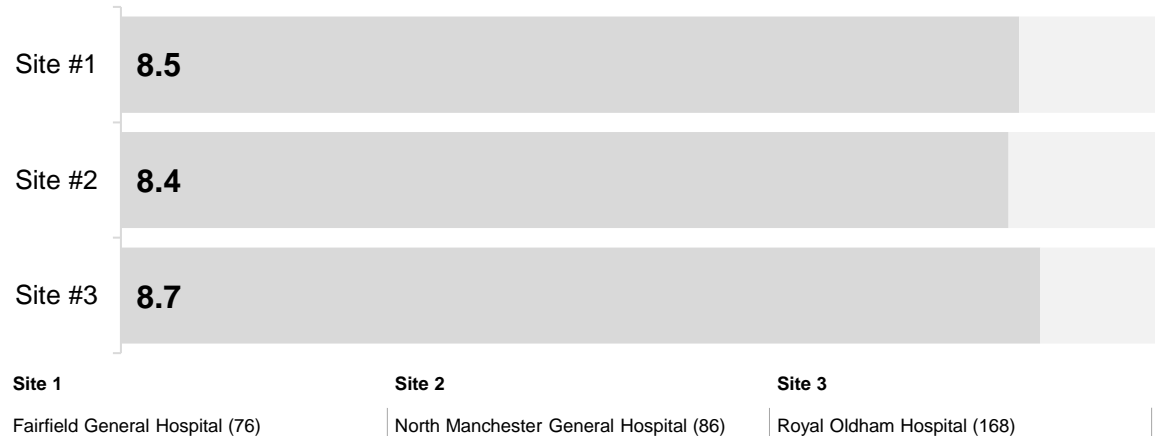 Site #1 8.5
Site #2 8.4
Site #3 8.7
Site 1 Site 2 Site 3
Fairfield General Hospital (76) North Manchester General Hospital (86) Royal Oldham Hospital (168)